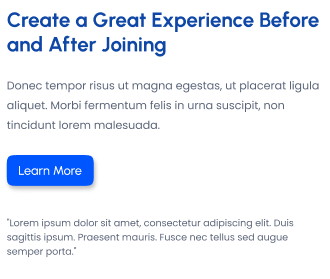 Create a Great Experience Before
and After Joining
Donec tempor risus ut magna egestas, ut placerat ligula
aliquet. Morbi fermentum felis in urna suscipit, non
tincidunt lorem malesuada.
Learn More
"Lorem ipsum dolor sit amet, consectetur adipiscing elit. Duis
sagittis ipsum. Praesent mauris. Fusce nec tellus sed augue
semper porta."